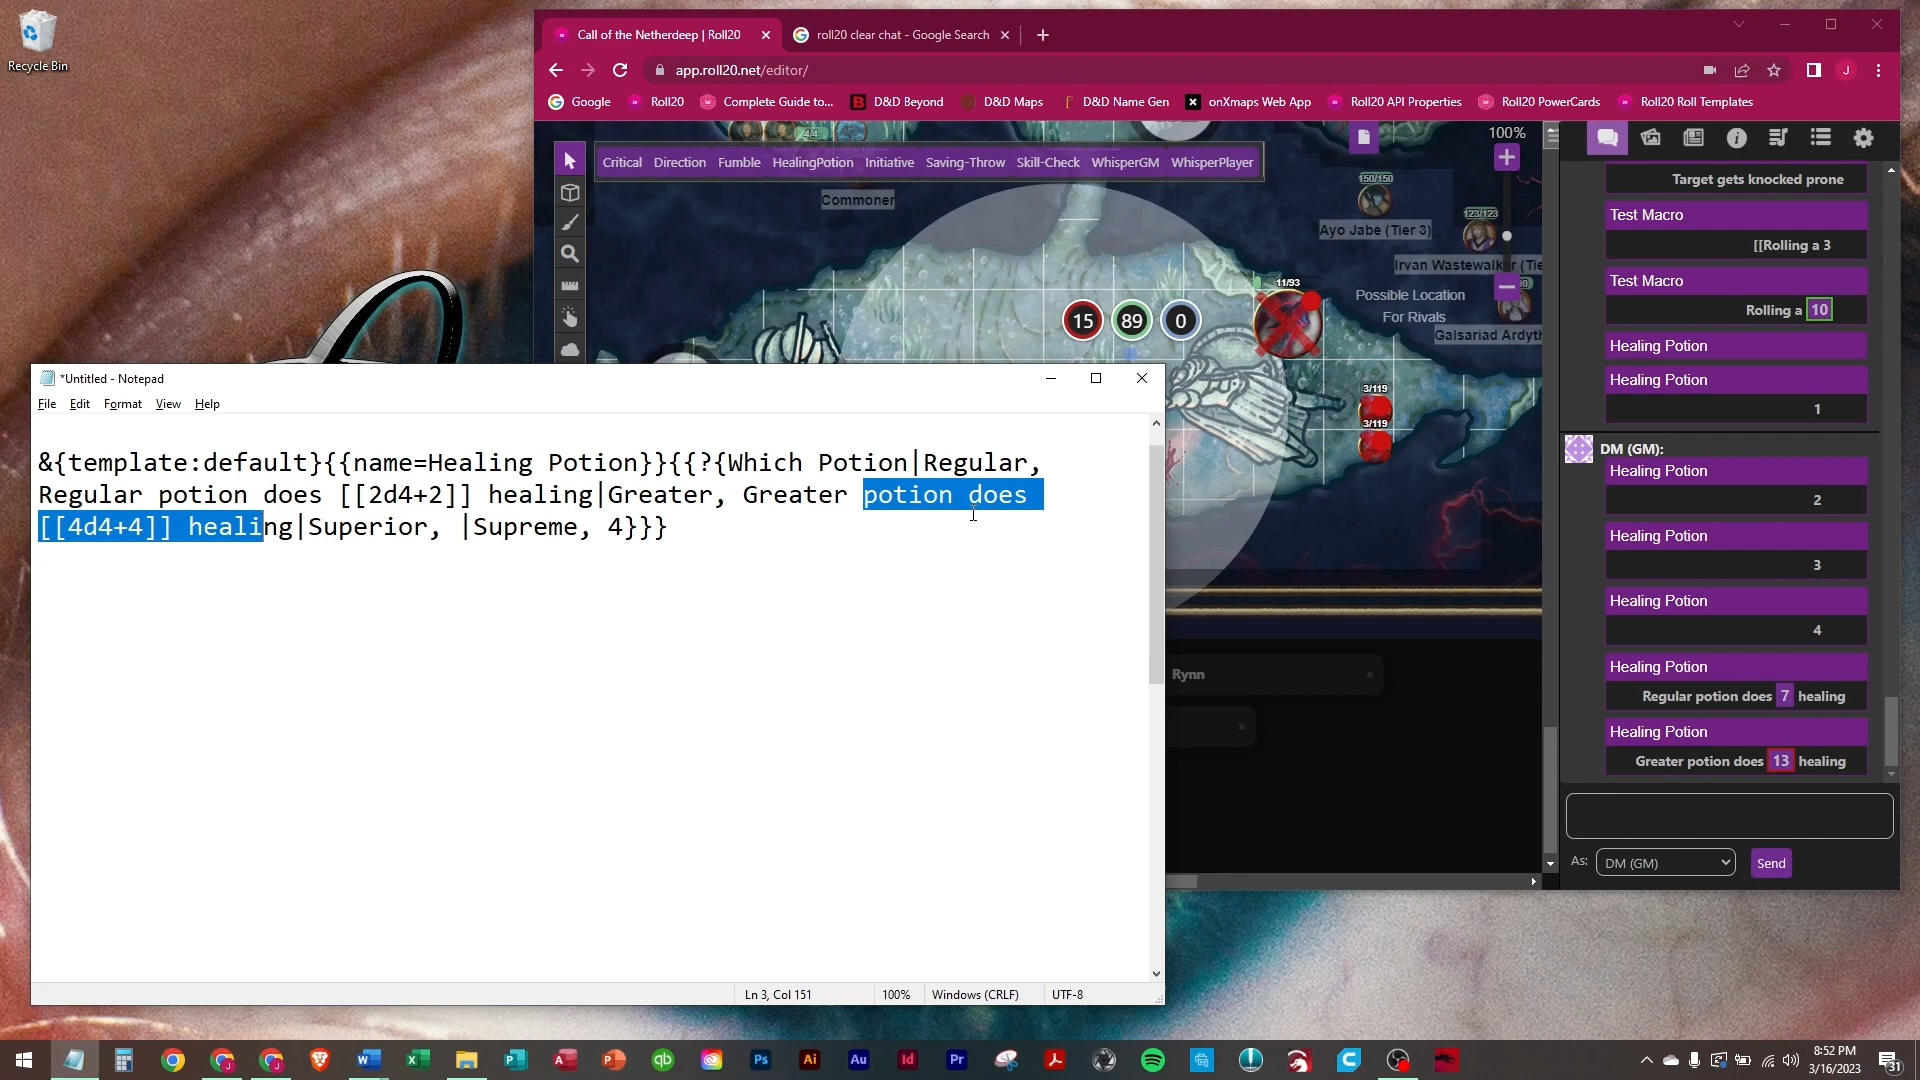 Recycle Bin
Call of the Netherdeep | Roll20
roll20 clear chat - Google Search
app.roll20.net/editor/
Google
Roll20
Complete Guide to...
D&D Beyond
D&D Maps
D&D Name Gen
onXmaps Web App
Roll20 API Properties
Roll20 PowerCards
Roll20 Roll Templates
Critical Direction Fumble HealingPotion Initiative Saving-Throw Skill-Check WhisperGM WhisperPlayer
100%
4/4
Commoner
150/150
Ayo Jabe (Tier 3)
123/123
Irvan Wastewalker (Tie
Possible Location
For Rivals
Galsariad Ardyth
11/93
15 89 0
3/119
3/119
Rynn
Target gets knocked prone
Test Macro
[[Rolling a 3
Test Macro
Rolling a 10
Healing Potion
Healing Potion
1
DM (GM):
Healing Potion
2
Healing Potion
3
Healing Potion
4
Healing Potion
Regular potion does 7 healing
Healing Potion
Greater potion does 13 healing
As: DM (GM) Send
*Untitled - Notepad
File Edit Format View Help
&{template:default}{{name=Healing Potion}}{{?{Which Potion|Regular,
Regular potion does [[2d4+2]] healing|Greater, Greater potion does
[[4d4+4]] healing|Superior, |Supreme, 4}}}
Ln 3, Col 151 100% Windows (CRLF) UTF-8
8:52 PM
3/16/2023
31